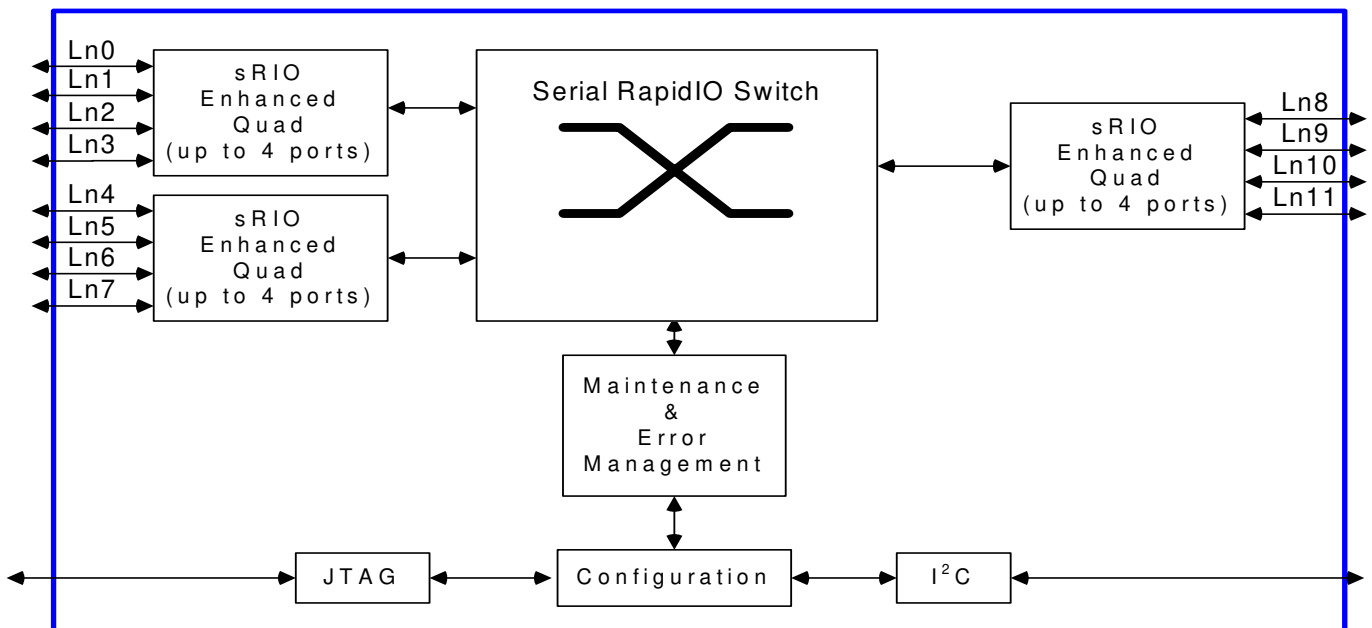 Ln0
Ln1
Ln2
Ln3
sRIO
Enhanced
Quad
(up to 4 ports)
Ln4
Ln5
Ln6
Ln7
sRIO
Enhanced
Quad
(up to 4 ports)
Serial RapidIO Switch
sRIO
Enhanced
Quad
(up to 4 ports)
Ln8
Ln9
Ln10
Ln11
Maintenance
&
Error
Management
JTAG
Configuration
I²C